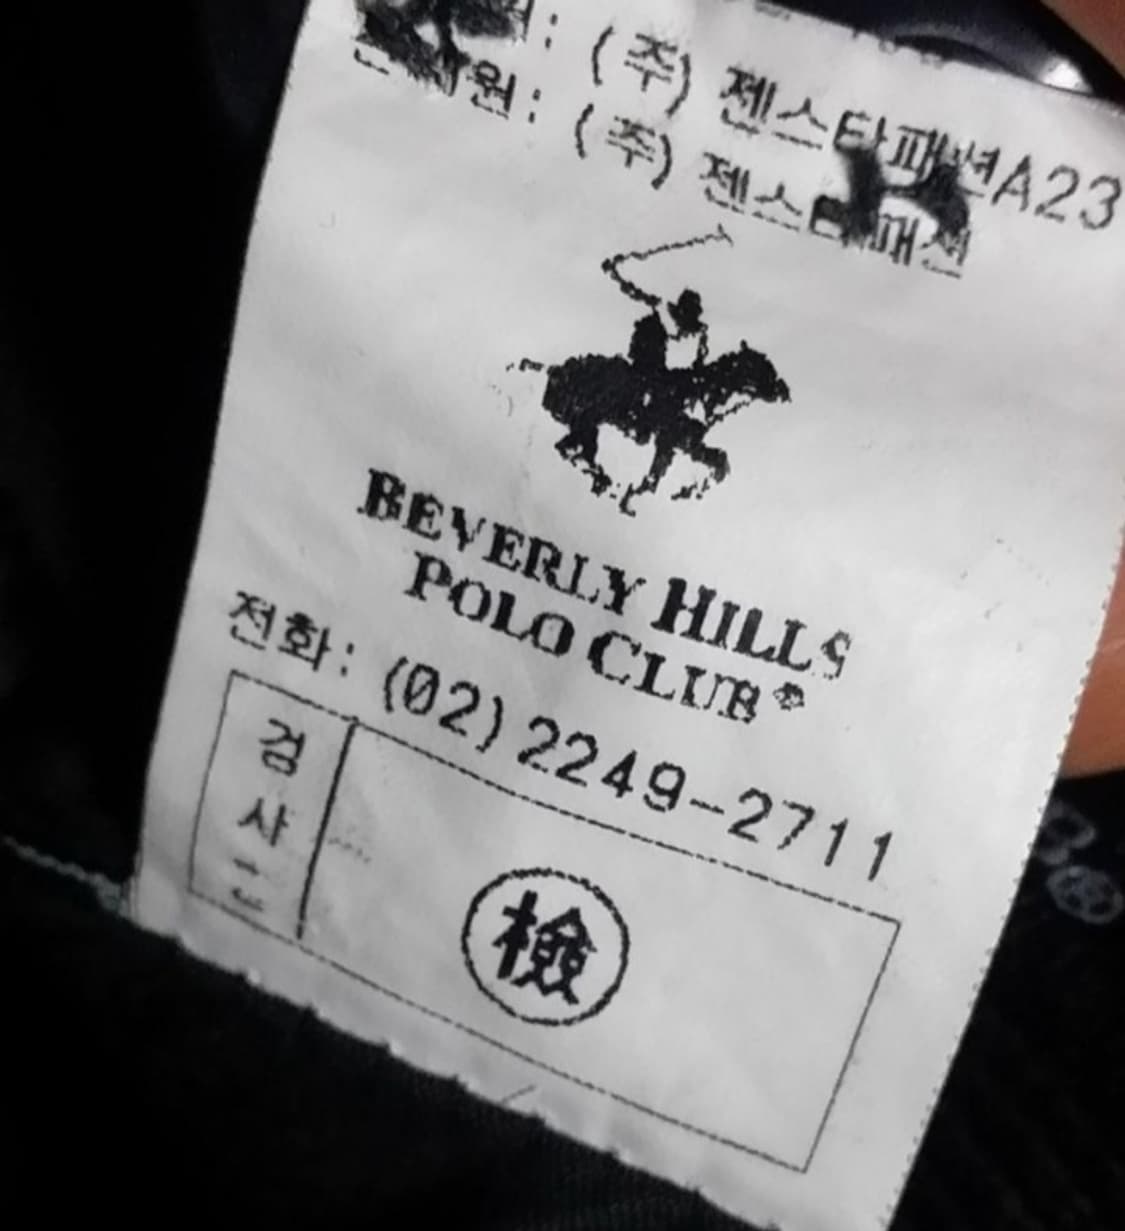 : (주) 젠스타패션A23
원: (주) 젠스타패션
BEVERLY HILLS
POLO CLUB®
전화: (02) 2249-2711
검
사
檢